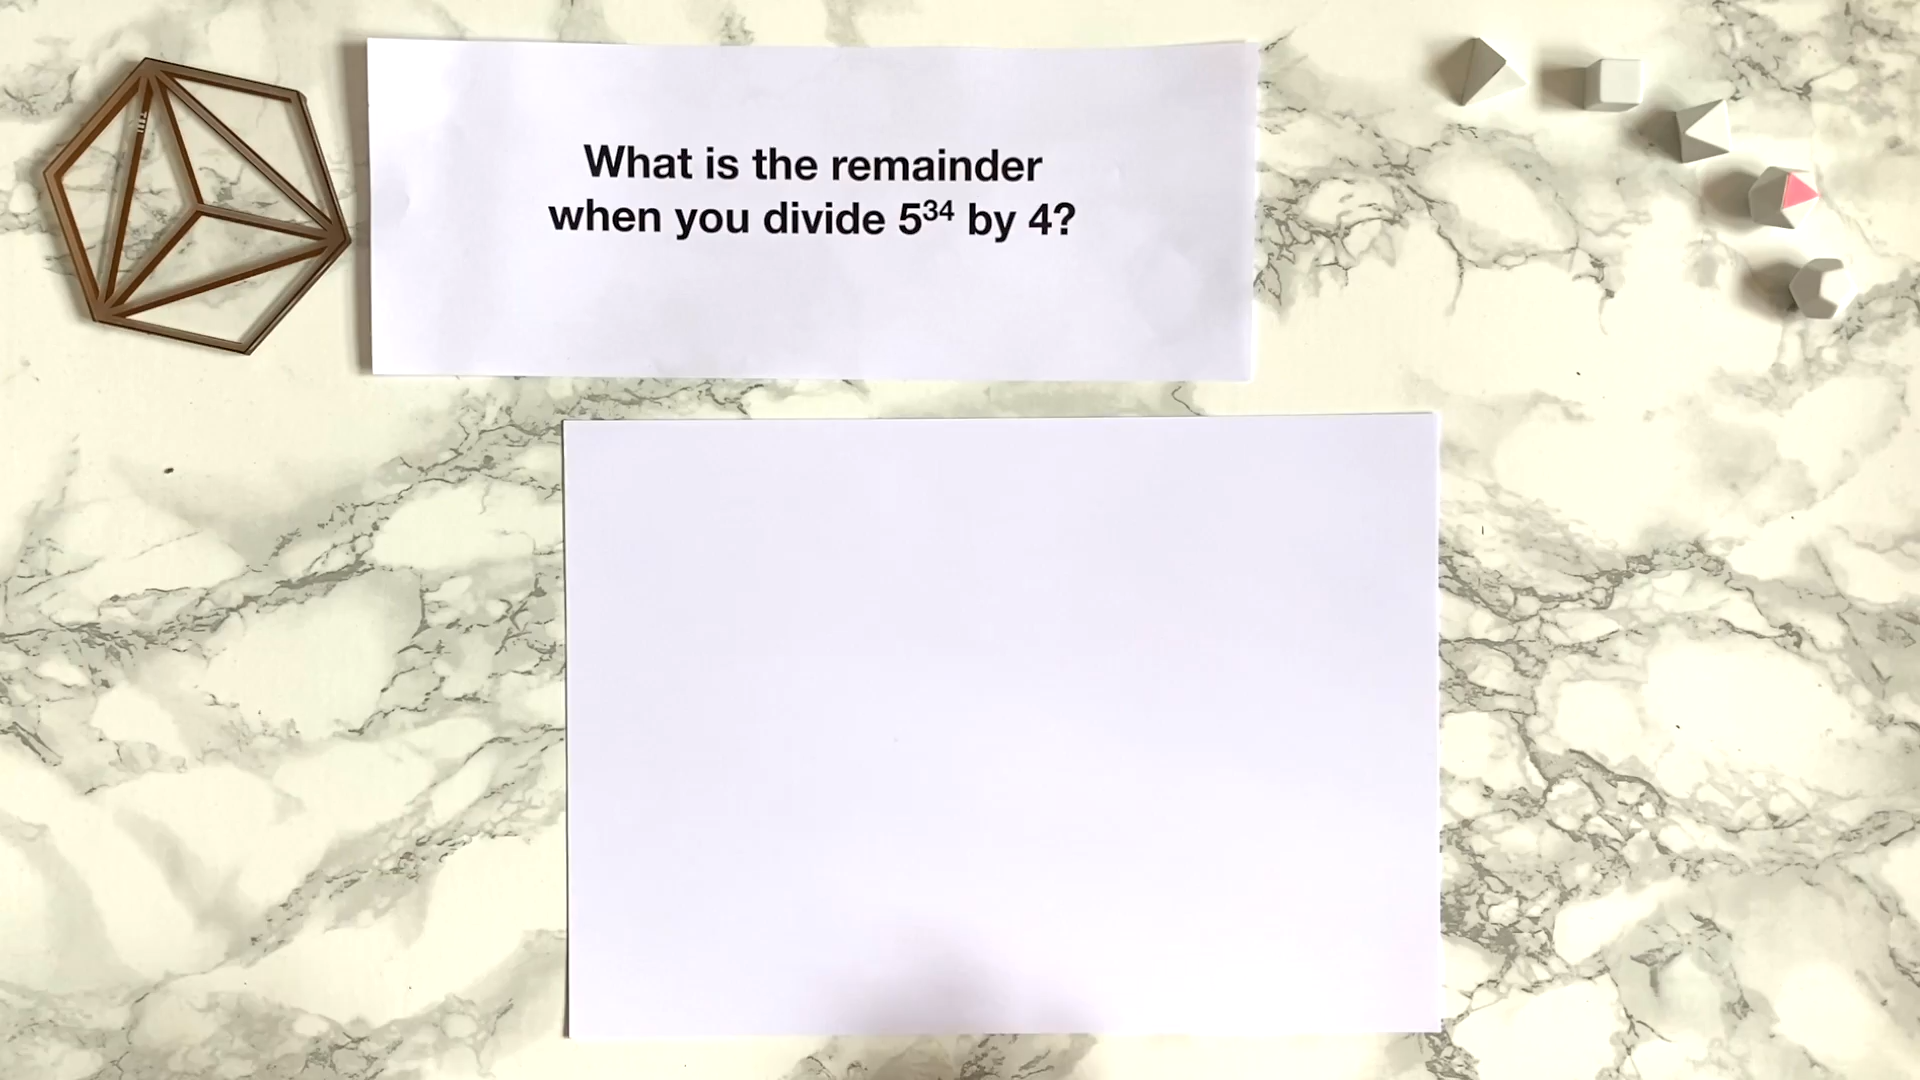 What is the remainder
when you divide 5³⁴ by 4?